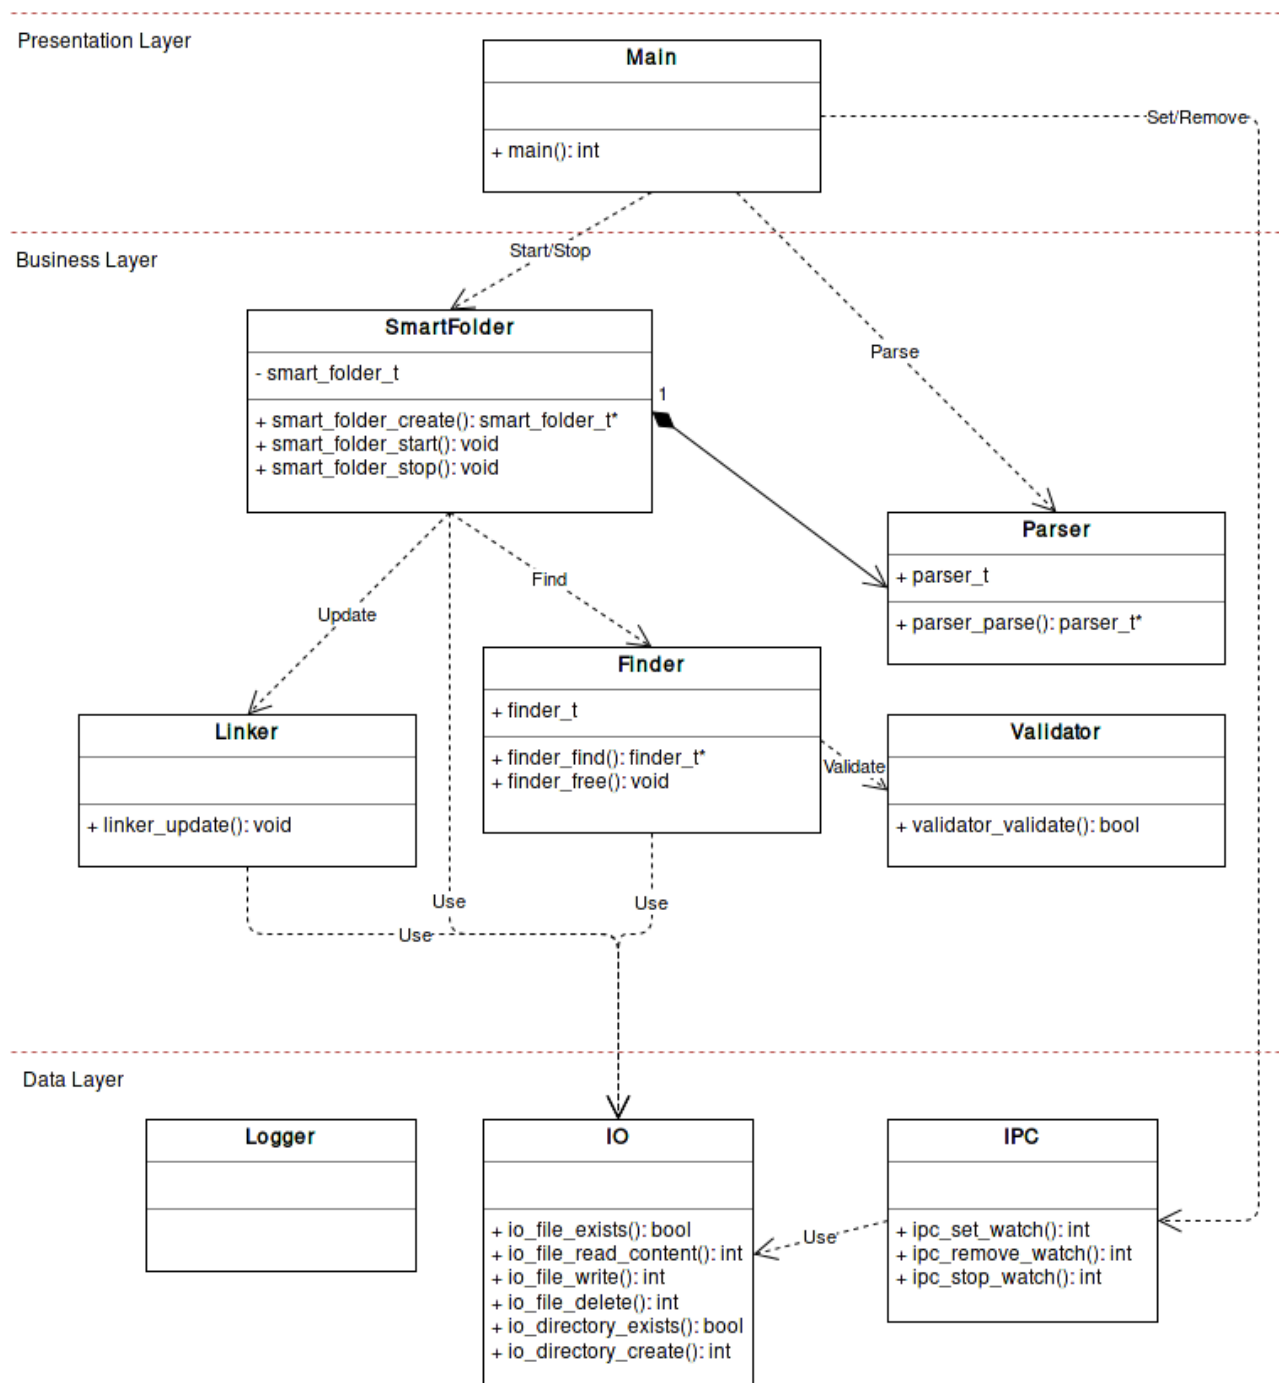 Presentation Layer
Main
+ main(): int
Set/Remove
Start/Stop
Business Layer
SmartFolder
- smart_folder_t
+ smart_folder_create(): smart_folder_t*
+ smart_folder_start(): void
+ smart_folder_stop(): void
1
Parse
Parser
+ parser_t
+ parser_parse(): parser_t*
Find
Update
Finder
+ finder_t
+ finder_find(): finder_t*
+ finder_free(): void
Linker
+ linker_update(): void
Validate
Validator
+ validator_validate(): bool
Use
Use
Use
Data Layer
Logger
IO
+ io_file_exists(): bool
+ io_file_read_content(): int
+ io_file_write(): int
+ io_file_delete(): int
+ io_directory_exists(): bool
+ io_directory_create(): int
Use
IPC
+ ipc_set_watch(): int
+ ipc_remove_watch(): int
+ ipc_stop_watch(): int